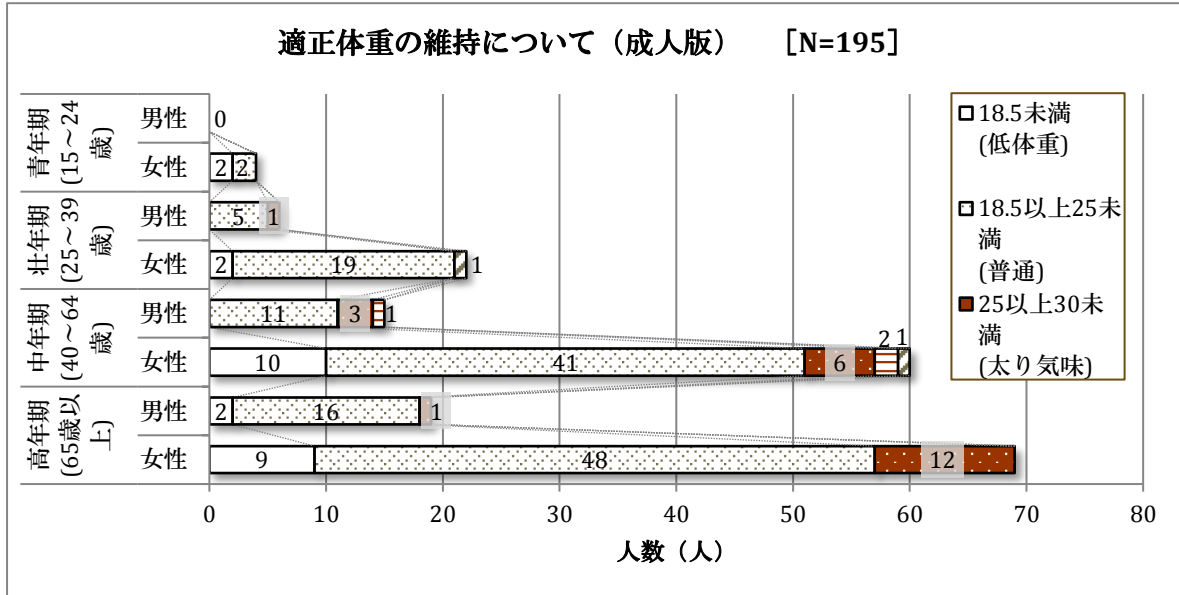 適正体重の維持について（成人版）　［N=195］
青年期
(15～24
歳)
男性
0
女性
2 2
壮年期
(25～39
歳)
男性
5 1
女性
2 19 1
中年期
(40～64
歳)
男性
11 3 1
女性
10 41 6 2 1
高年期
(65歳以
上)
男性
2 16 1
女性
9 48 12
0 10 20 30 40 50 60 70 80
人数（人）
18.5未満
(低体重)
18.5以上25未
満
(普通)
25以上30未
満
(太り気味)